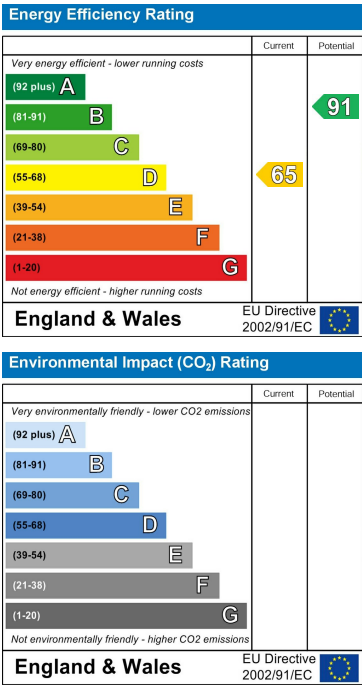 Energy Efficiency Rating
Current Potential
Very energy efficient - lower running costs
(92 plus) A
(81-91) B
91
(69-80) C
(55-68) D
65
(39-54) E
(21-38) F
(1-20) G
Not energy efficient - higher running costs
England & Wales
EU Directive
2002/91/EC
Environmental Impact (CO₂) Rating
Current Potential
Very environmentally friendly - lower CO2 emissions
(92 plus) A
(81-91) B
(69-80) C
(55-68) D
(39-54) E
(21-38) F
(1-20) G
Not environmentally friendly - higher CO2 emissions
England & Wales
EU Directive
2002/91/EC